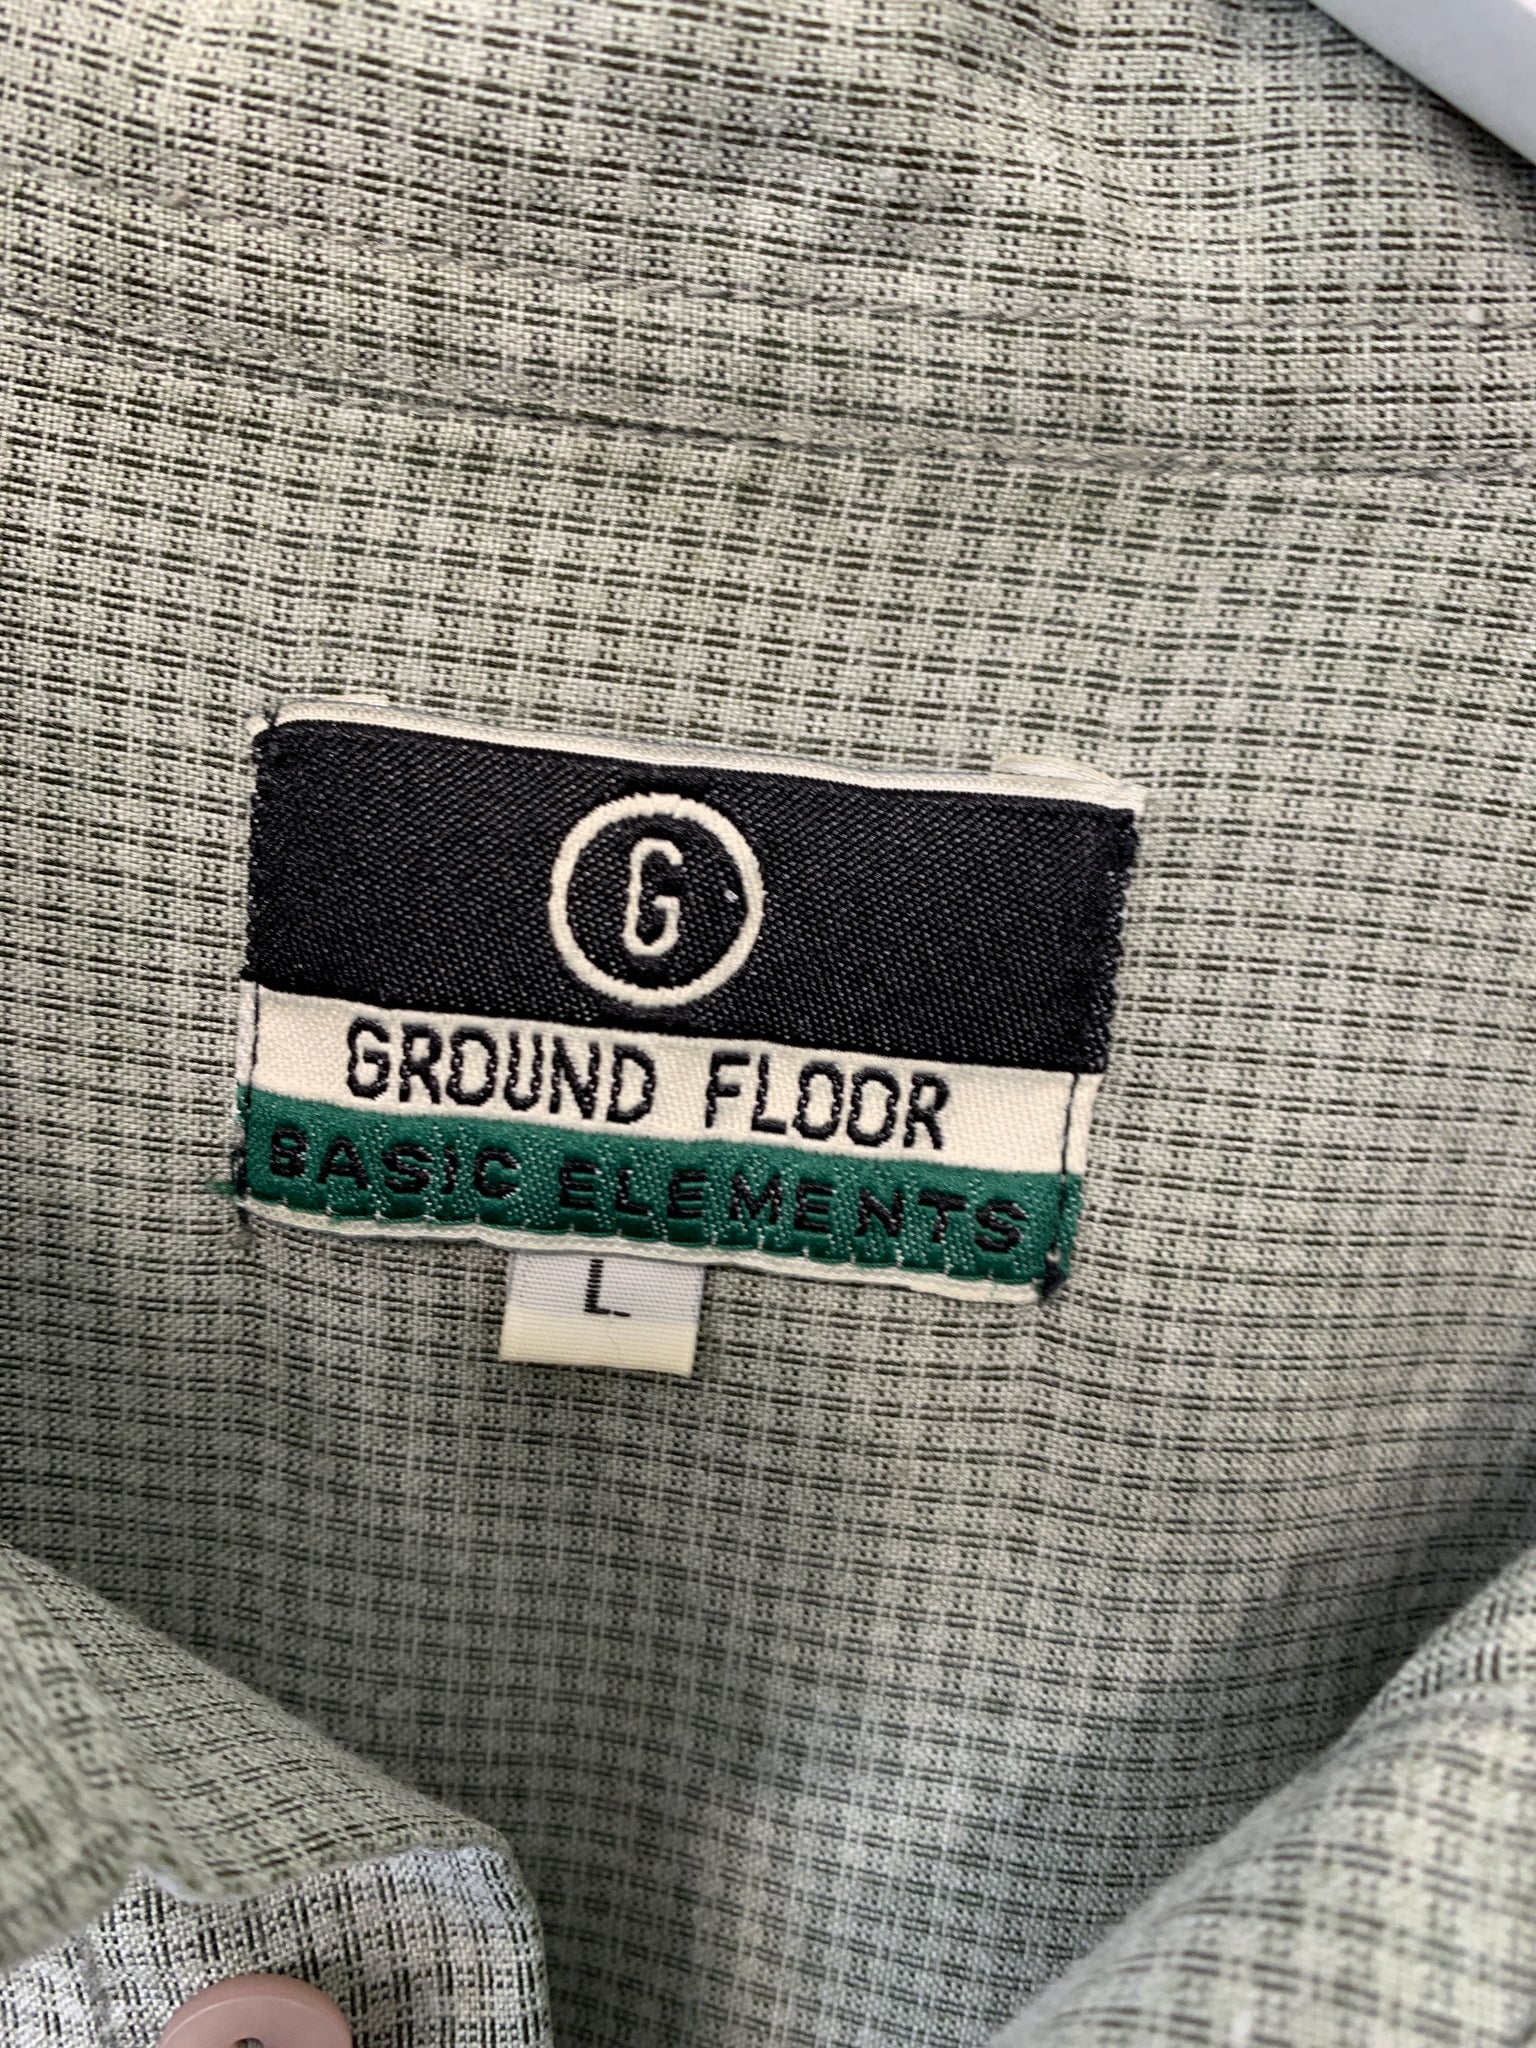 G
GROUND FLOOR
BASIC ELEMENTS
L